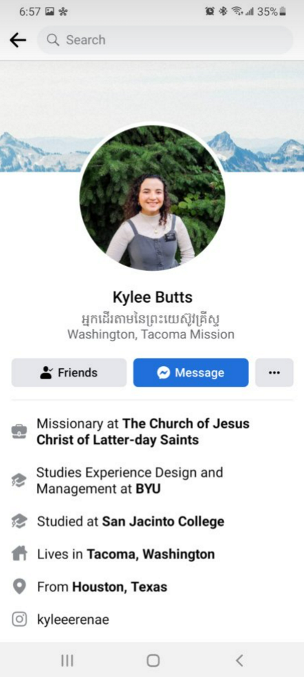 6:57
35%
Search
Kylee Butts
អ្នកដើរតាមនៃព្រះយេស៊ូវគ្រីស្ទ
Washington, Tacoma Mission
Friends
Message
Missionary at The Church of Jesus
Christ of Latter-day Saints
Studies Experience Design and
Management at BYU
Studied at San Jacinto College
Lives in Tacoma, Washington
From Houston, Texas
kyleeerenae